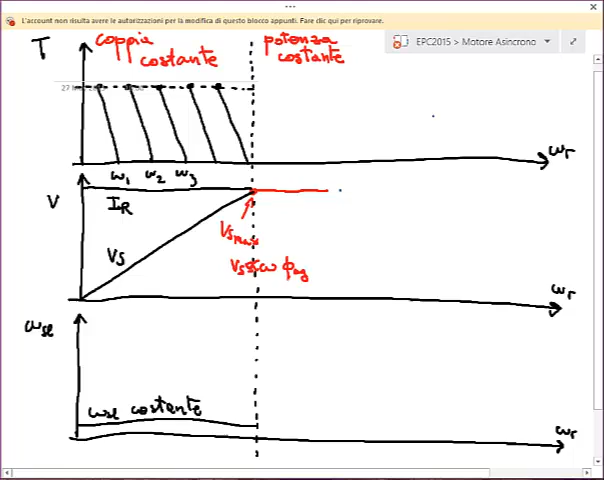 L'account non risulta avere le autorizzazioni per la modifica di questo blocco appunti. Fare clic qui per riprovare.
EPC2015 > Motore Asincrono
T
coppia costante
potenza costante
27
ωr
ω1 ω2 ω3
V
IR
VS
VSmax
VS ∝ ω φag
ωr
ωsl
ωsl costante
ωr